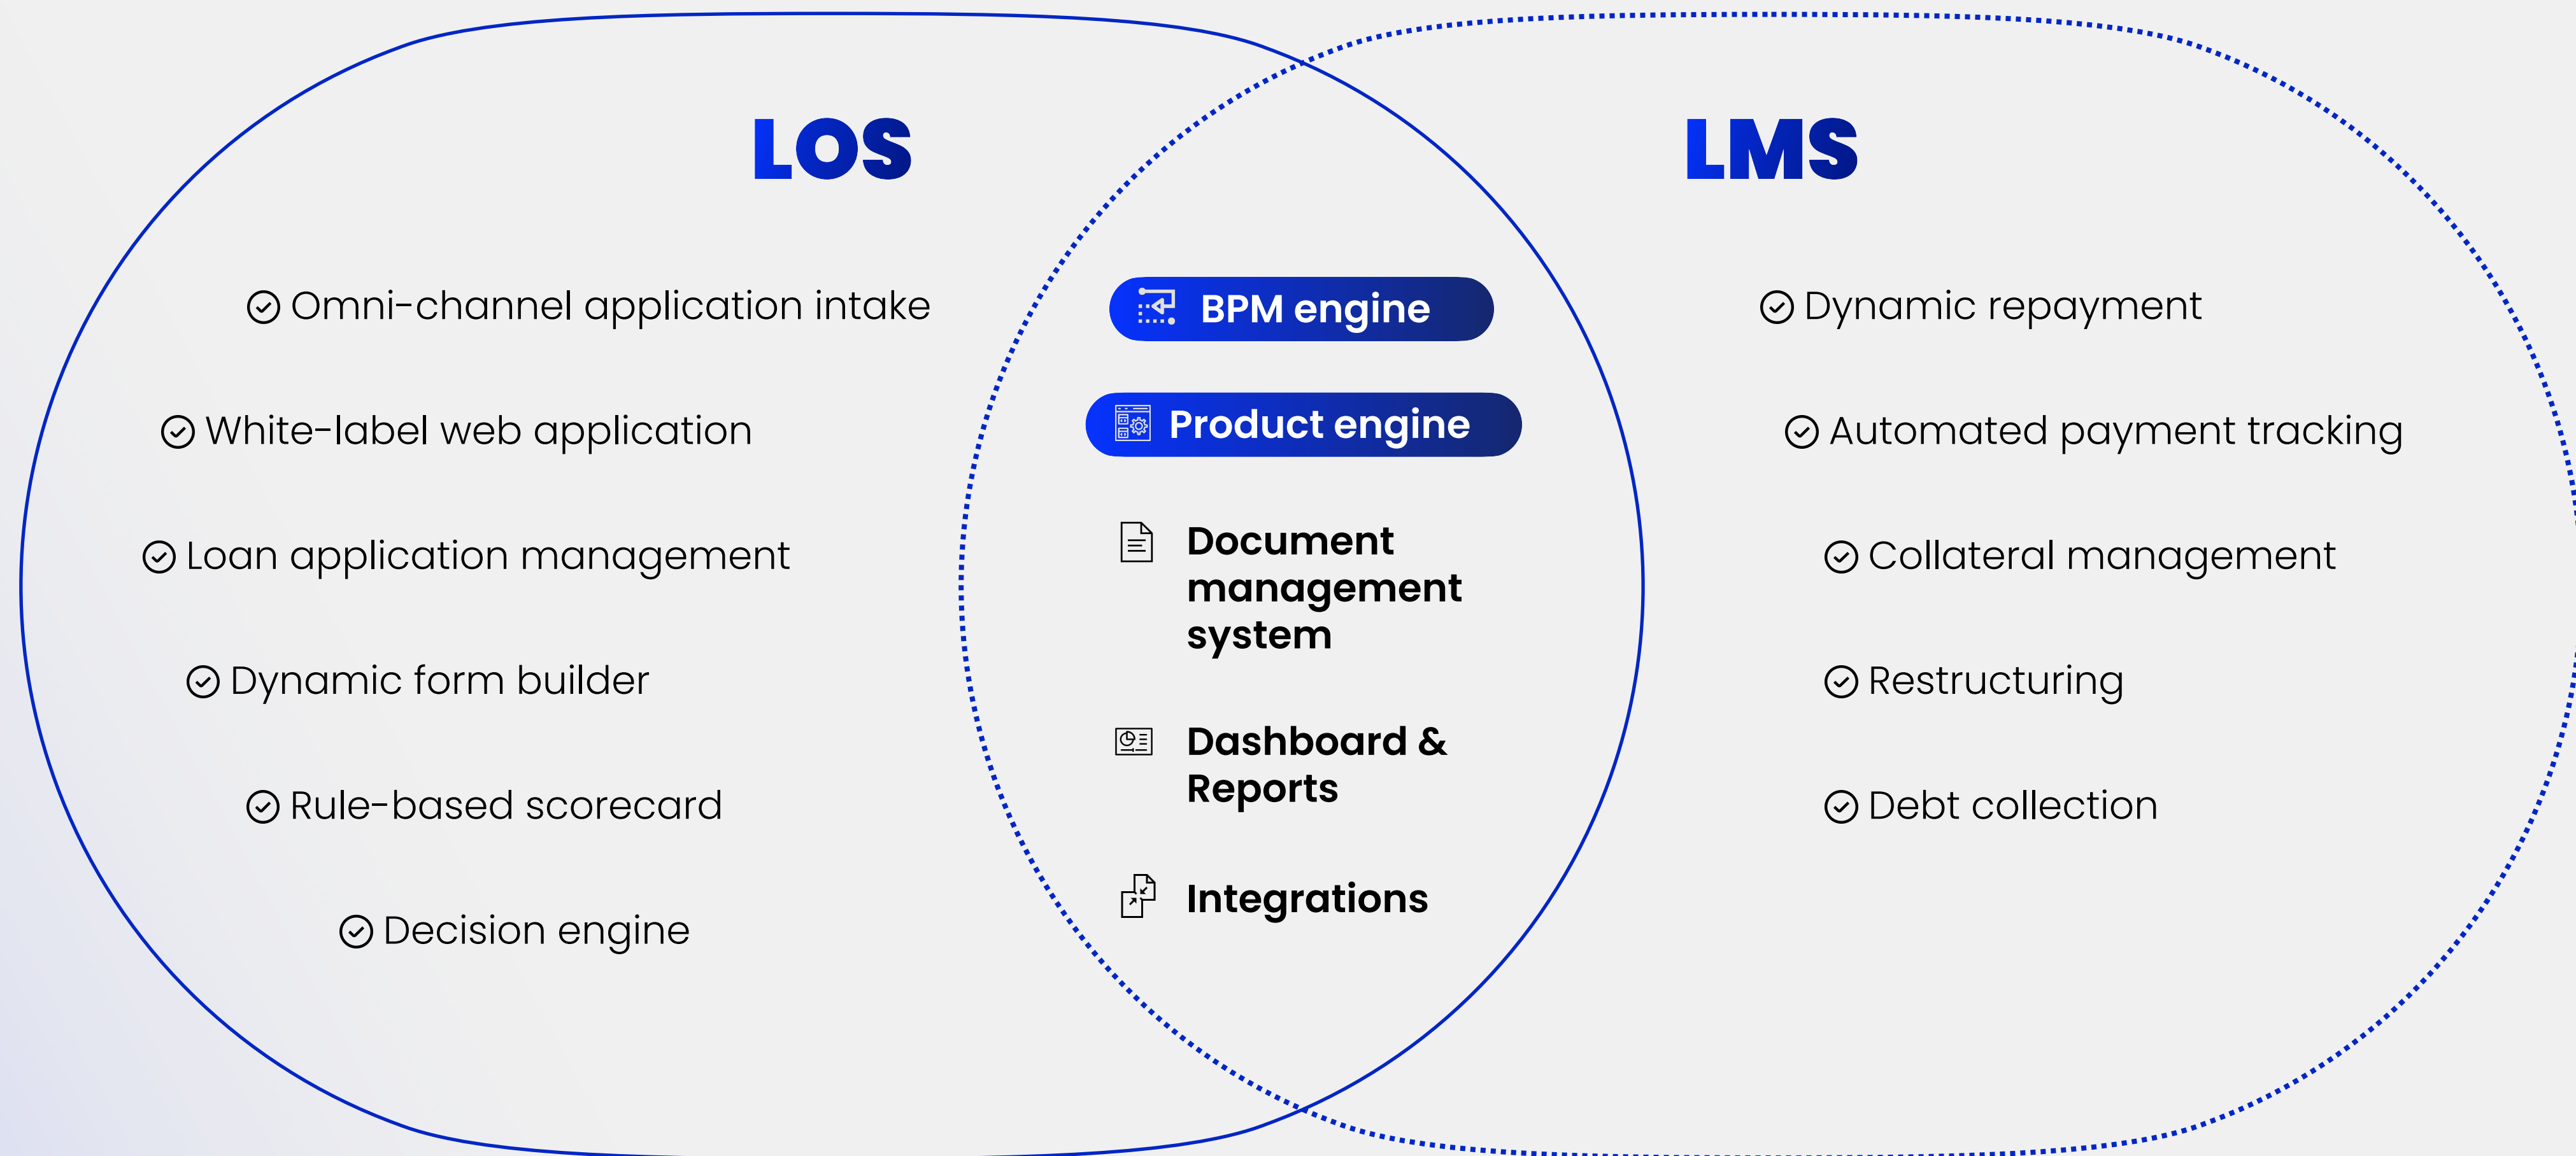 LOS
Omni-channel application intake
White-label web application
Loan application management
Dynamic form builder
Rule-based scorecard
Decision engine
BPM engine
Product engine
Document
management
system
Dashboard &
Reports
Integrations
LMS
Dynamic repayment
Automated payment tracking
Collateral management
Restructuring
Debt collection